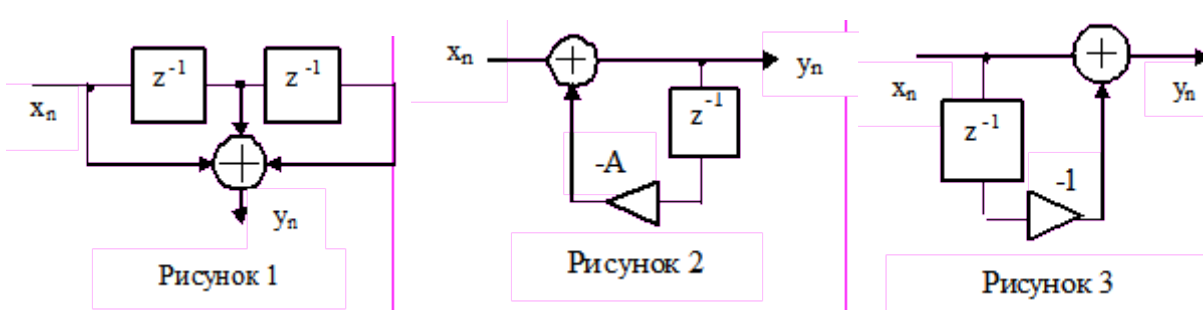 xₙ
z⁻¹
z⁻¹
yₙ
Рисунок 1
xₙ
yₙ
z⁻¹
-A
Рисунок 2
xₙ
yₙ
z⁻¹
-1
Рисунок 3